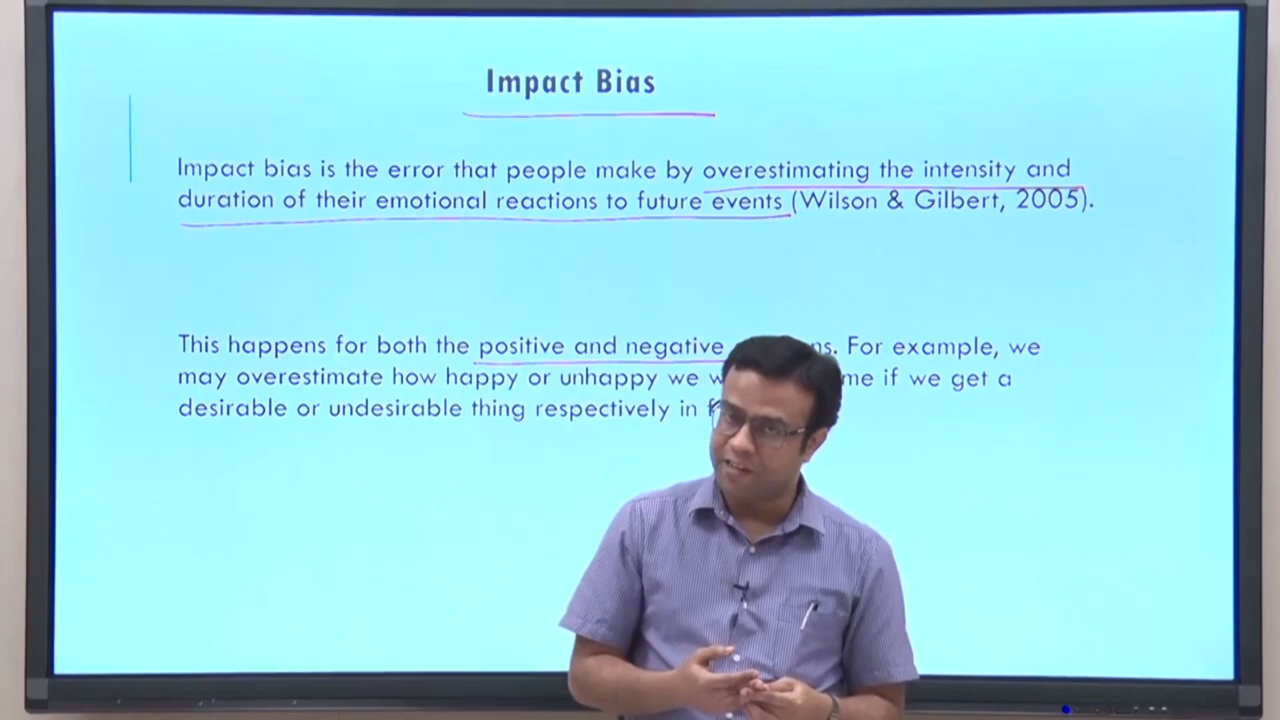 Impact Bias
Impact bias is the error that people make by overestimating the intensity and
duration of their emotional reactions to future events (Wilson & Gilbert, 2005).
This happens for both the positive and negative For example, we
may overestimate how happy or unhappy we if we get a
desirable or undesirable thing respectively in